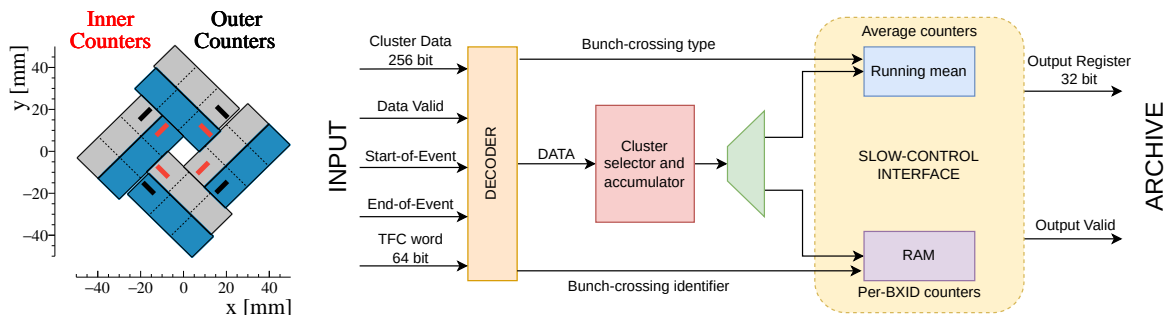 Inner
Counters
Outer
Counters
y [mm]
40
20
0
−20
−40
−40 −20 0 20 40
x [mm]
INPUT
Cluster Data
256 bit
Data Valid
Start-of-Event
End-of-Event
TFC word
64 bit
DECODER
Bunch-crossing type
DATA
Cluster
selector and
accumulator
Bunch-crossing identifier
Average counters
Running mean
SLOW-CONTROL
INTERFACE
RAM
Per-BXID counters
Output Register
32 bit
Output Valid
ARCHIVE